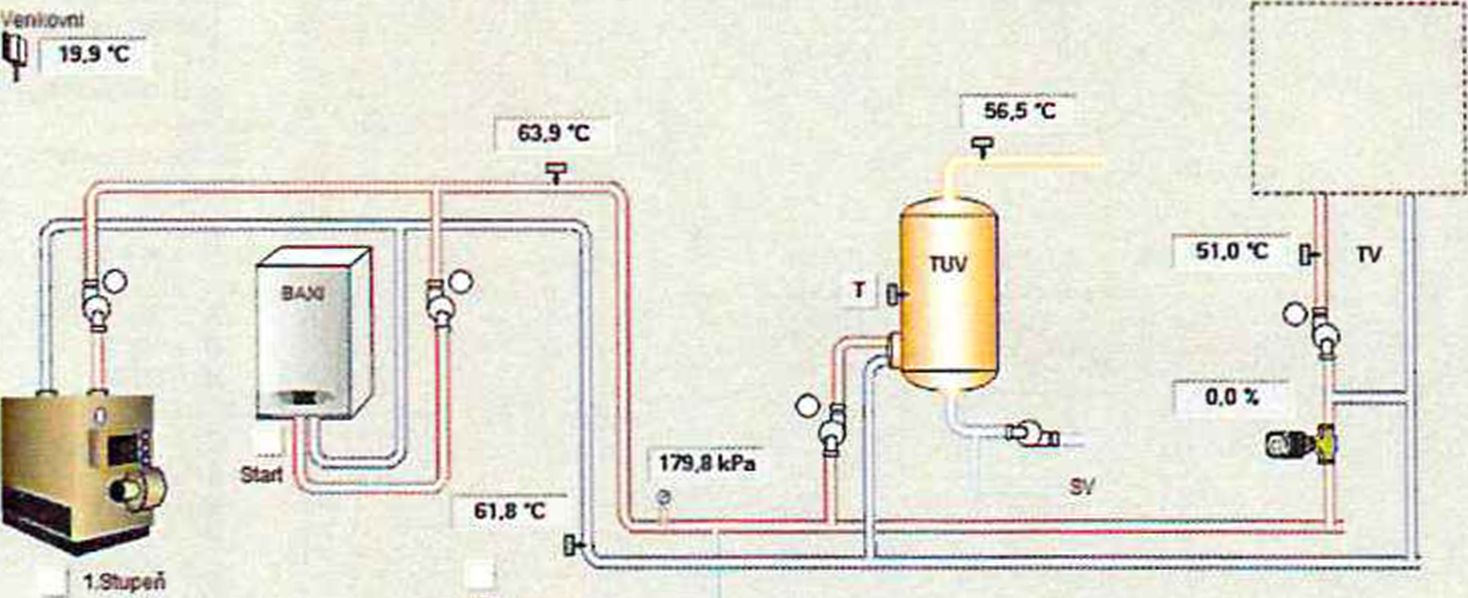 Venkovní
19,9 °C
63,9 °C
56,5 °C
51,0 °C
TV
TUV
T
BAXI
0,0 %
179,8 kPa
Start
61,8 °C
SV
1.Stupeň